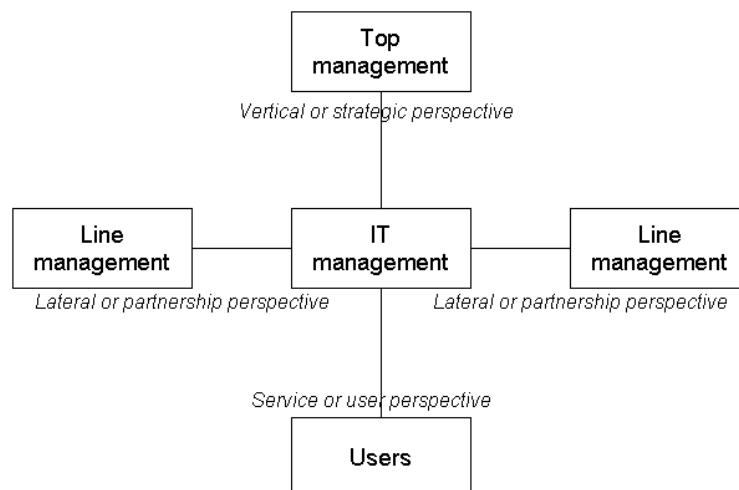 Top
management
Vertical or strategic perspective
Line
management
IT
management
Line
management
Lateral or partnership perspective
Lateral or partnership perspective
Service or user perspective
Users